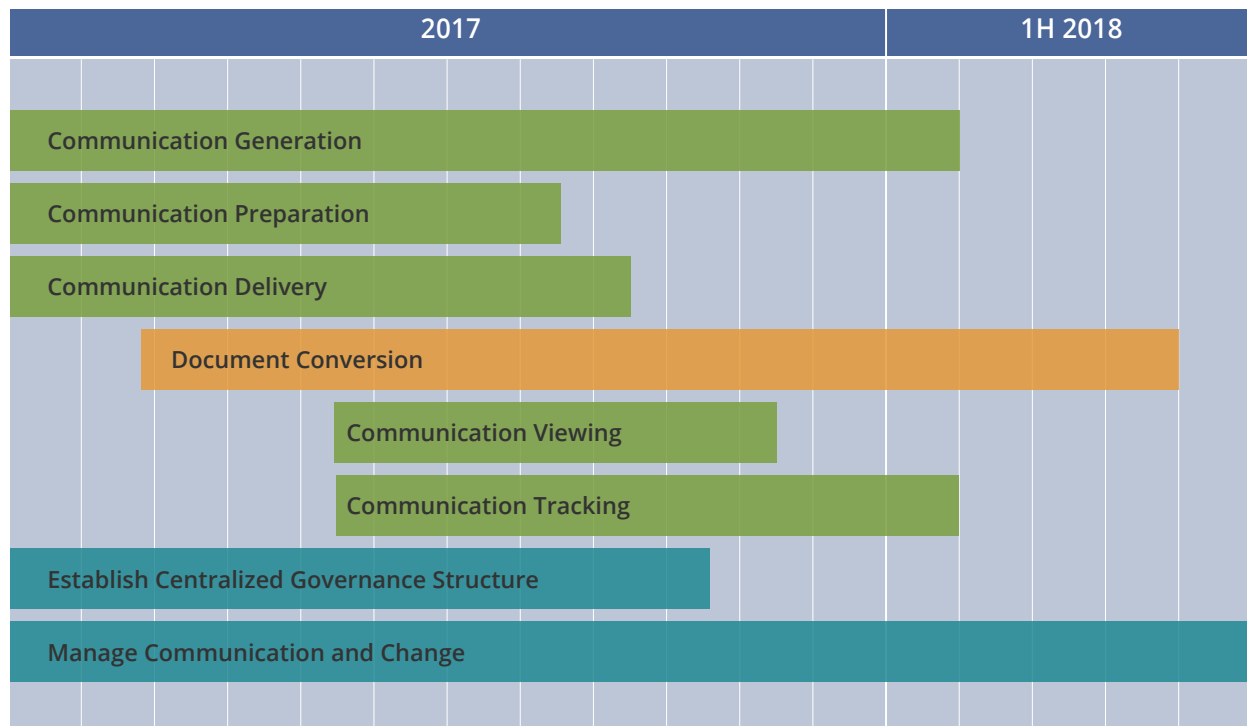 2017
1H 2018
Communication Generation
Communication Preparation
Communication Delivery
Document Conversion
Communication Viewing
Communication Tracking
Establish Centralized Governance Structure
Manage Communication and Change